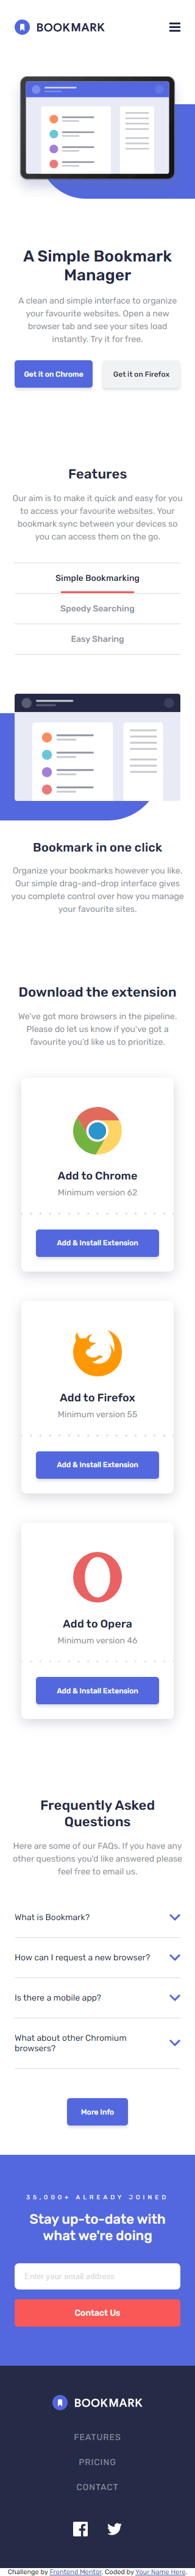 BOOKMARK
A Simple Bookmark
Manager
A clean and simple interface to organize
your favourite websites. Open a new
browser tab and see your sites load
instantly. Try it for free.
Get it on Chrome
Get it on Firefox
Features
Our aim is to make it quick and easy for you
to access your favourite websites. Your
bookmark sync between your devices so
you can access them on the go.
Simple Bookmarking
Speedy Searching
Easy Sharing
Bookmark in one click
Organize your bookmarks however you like.
Our simple drag-and-drop interface gives
you complete control over how you manage
your favourite sites.
Download the extension
We've got more browsers in the pipeline.
Please do let us know if you've got a
favourite you'd like us to prioritize.
Add to Chrome
Minimum version 62
Add & Install Extension
Add to Firefox
Minimum version 55
Add & Install Extension
Add to Opera
Minimum version 46
Add & Install Extension
Frequently Asked
Questions
Here are some of our FAQs. If you have any
other questions you'd like answered please
feel free to email us.
What is Bookmark?
How can I request a new browser?
Is there a mobile app?
What about other Chromium
browsers?
More Info
35,000+ ALREADY JOINED
Stay up-to-date with
what we're doing
Enter your email address
Contact Us
BOOKMARK
FEATURES
PRICING
CONTACT
Challenge by Frontend Mentor. Coded by Your Name Here.